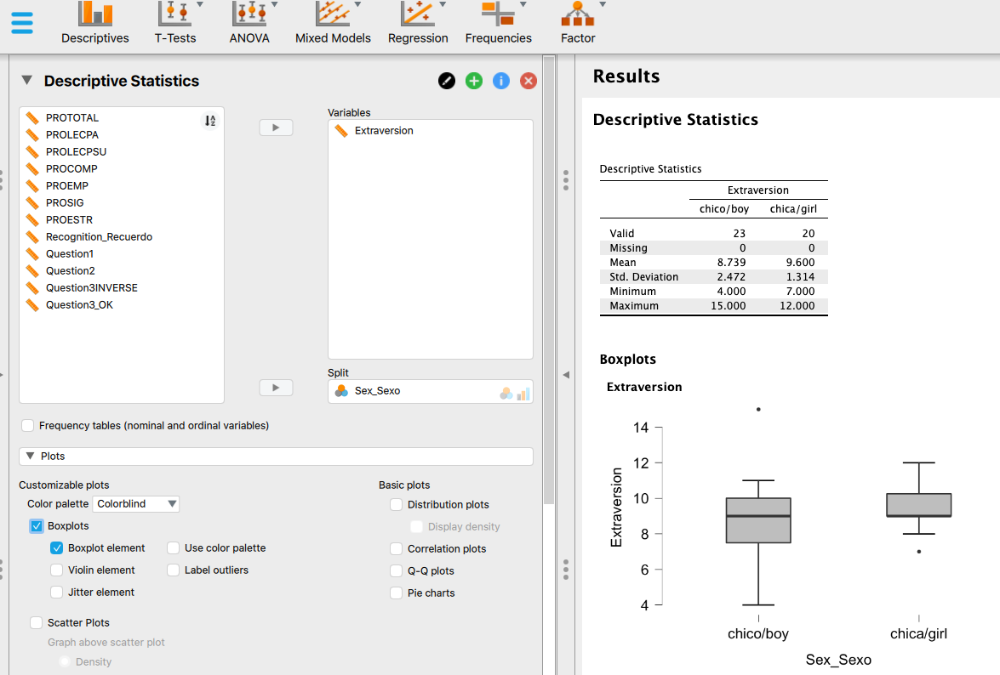 Descriptives T-Tests ANOVA Mixed Models Regression Frequencies Factor
Descriptive Statistics
PROTOTAL
PROLECPA
PROLECPSU
PROCOMP
PROEMP
PROSIG
PROESTR
Recognition_Recuerdo
Question1
Question2
Question3INVERSE
Question3_OK
Variables
Extraversion
Split
Sex_Sexo
Frequency tables (nominal and ordinal variables)
Plots
Customizable plots
Color palette Colorblind
Boxplots
Boxplot element Use color palette
Violin element Label outliers
Jitter element
Scatter Plots
Graph above scatter plot
Density
Basic plots
Distribution plots
Display density
Correlation plots
Q-Q plots
Pie charts
Results
Descriptive Statistics
Descriptive Statistics
Extraversion
chico/boy chica/girl
Valid 23 20
Missing 0 0
Mean 8.739 9.600
Std. Deviation 2.472 1.314
Minimum 4.000 7.000
Maximum 15.000 12.000
Boxplots
Extraversion
14
12
10
8
6
4
Extraversion
chico/boy chica/girl
Sex_Sexo